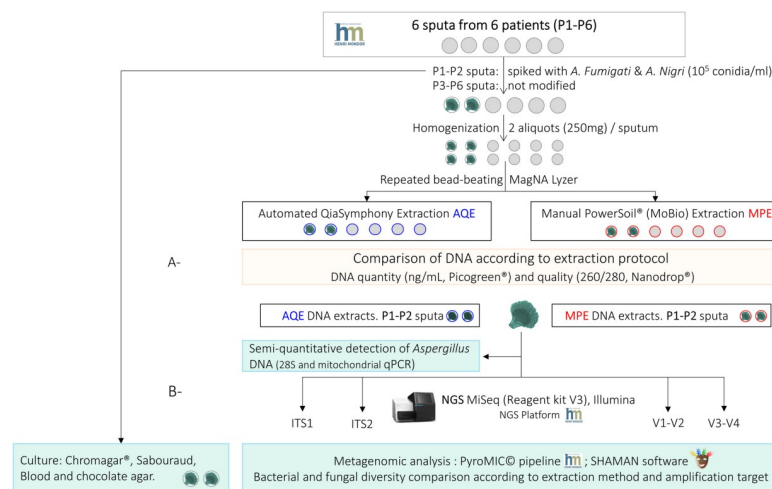 hm
HENRI MONDOR
6 sputa from 6 patients (P1-P6)
P1-P2 sputa: spiked with A. Fumigati & A. Nigri (10⁵ conidia/ml)
P3-P6 sputa: not modified
Homogenization 2 aliquots (250mg) / sputum
Repeated bead-beating MagNA Lyzer
Automated QiaSymphony Extraction AQE
Manual PowerSoil® (MoBio) Extraction MPE
A-
Comparison of DNA according to extraction protocol
DNA quantity (ng/mL, Picogreen®) and quality (260/280, Nanodrop®)
AQE DNA extracts. P1-P2 sputa
MPE DNA extracts. P1-P2 sputa
Semi-quantitative detection of Aspergillus
DNA (28S and mitochondrial qPCR)
B-
NGS MiSeq (Reagent kit V3), Illumina
NGS Platform hm
ITS1
ITS2
V1-V2
V3-V4
Culture: Chromagar®, Sabouraud,
Blood and chocolate agar.
Metagenomic analysis : PyroMIC© pipeline hm ; SHAMAN software
Bacterial and fungal diversity comparison according to extraction method and amplification target